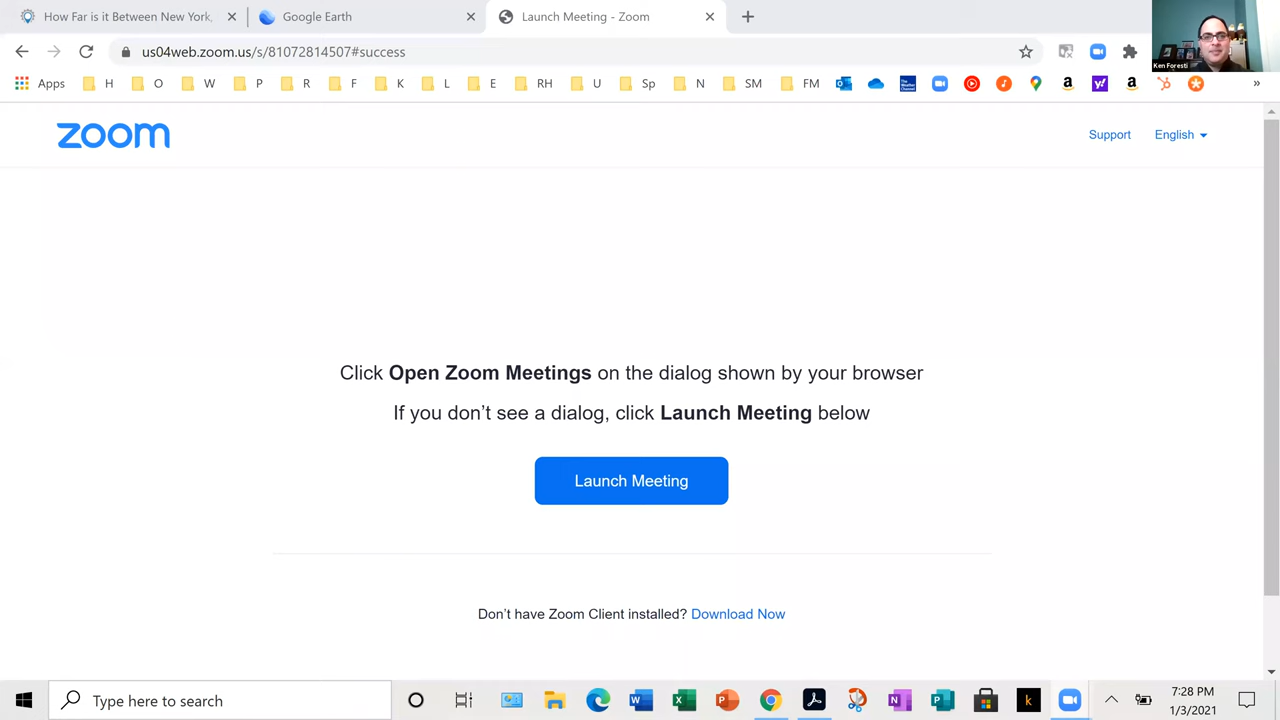 How Far is it Between New York,
Google Earth
Launch Meeting - Zoom
us04web.zoom.us/s/81072814507#success
Ken Foresti
Apps H O W P SM F K L E RH U Sp N SM FM »
zoom
Support English
Click Open Zoom Meetings on the dialog shown by your browser
If you don't see a dialog, click Launch Meeting below
Launch Meeting
Don't have Zoom Client installed? Download Now
Type here to search
7:28 PM
1/3/2021